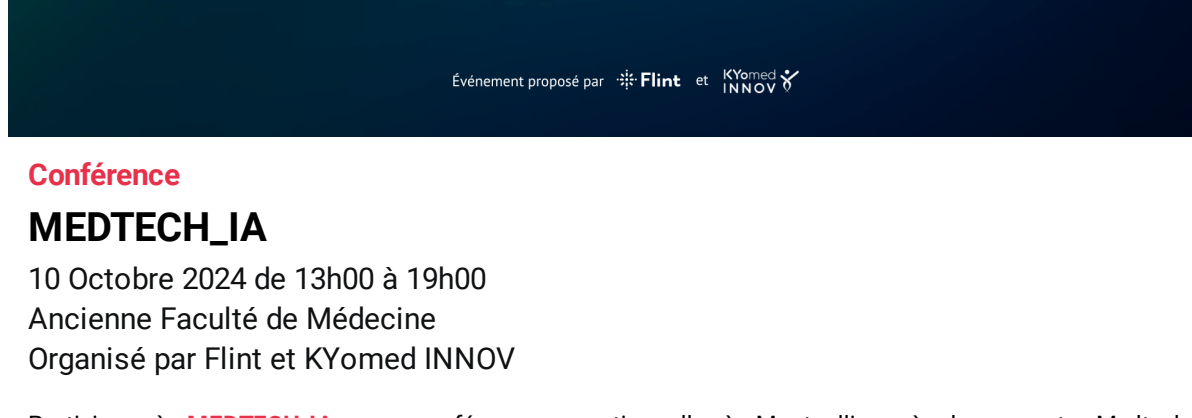 Événement proposé par Flint et KYomed INNOV
Conférence
MEDTECH_IA
10 Octobre 2024 de 13h00 à 19h00
Ancienne Faculté de Médecine
Organisé par Flint et KYomed INNOV